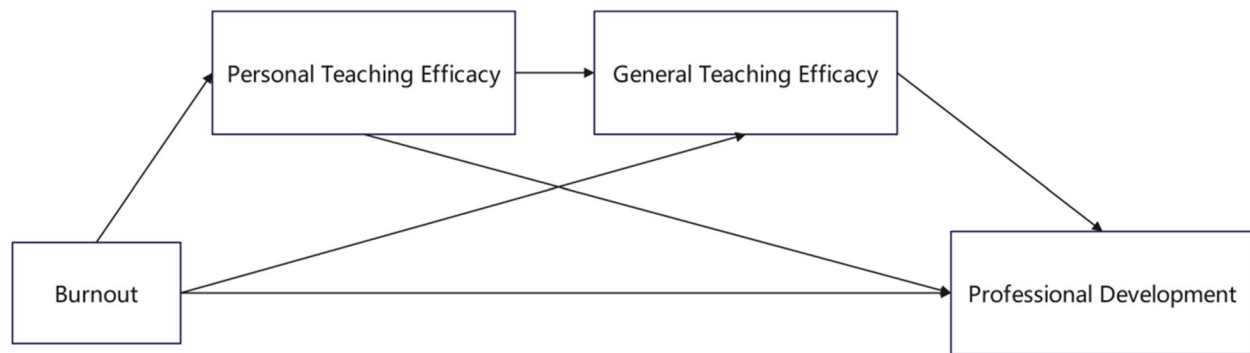 Personal Teaching Efficacy
General Teaching Efficacy
Burnout
Professional Development